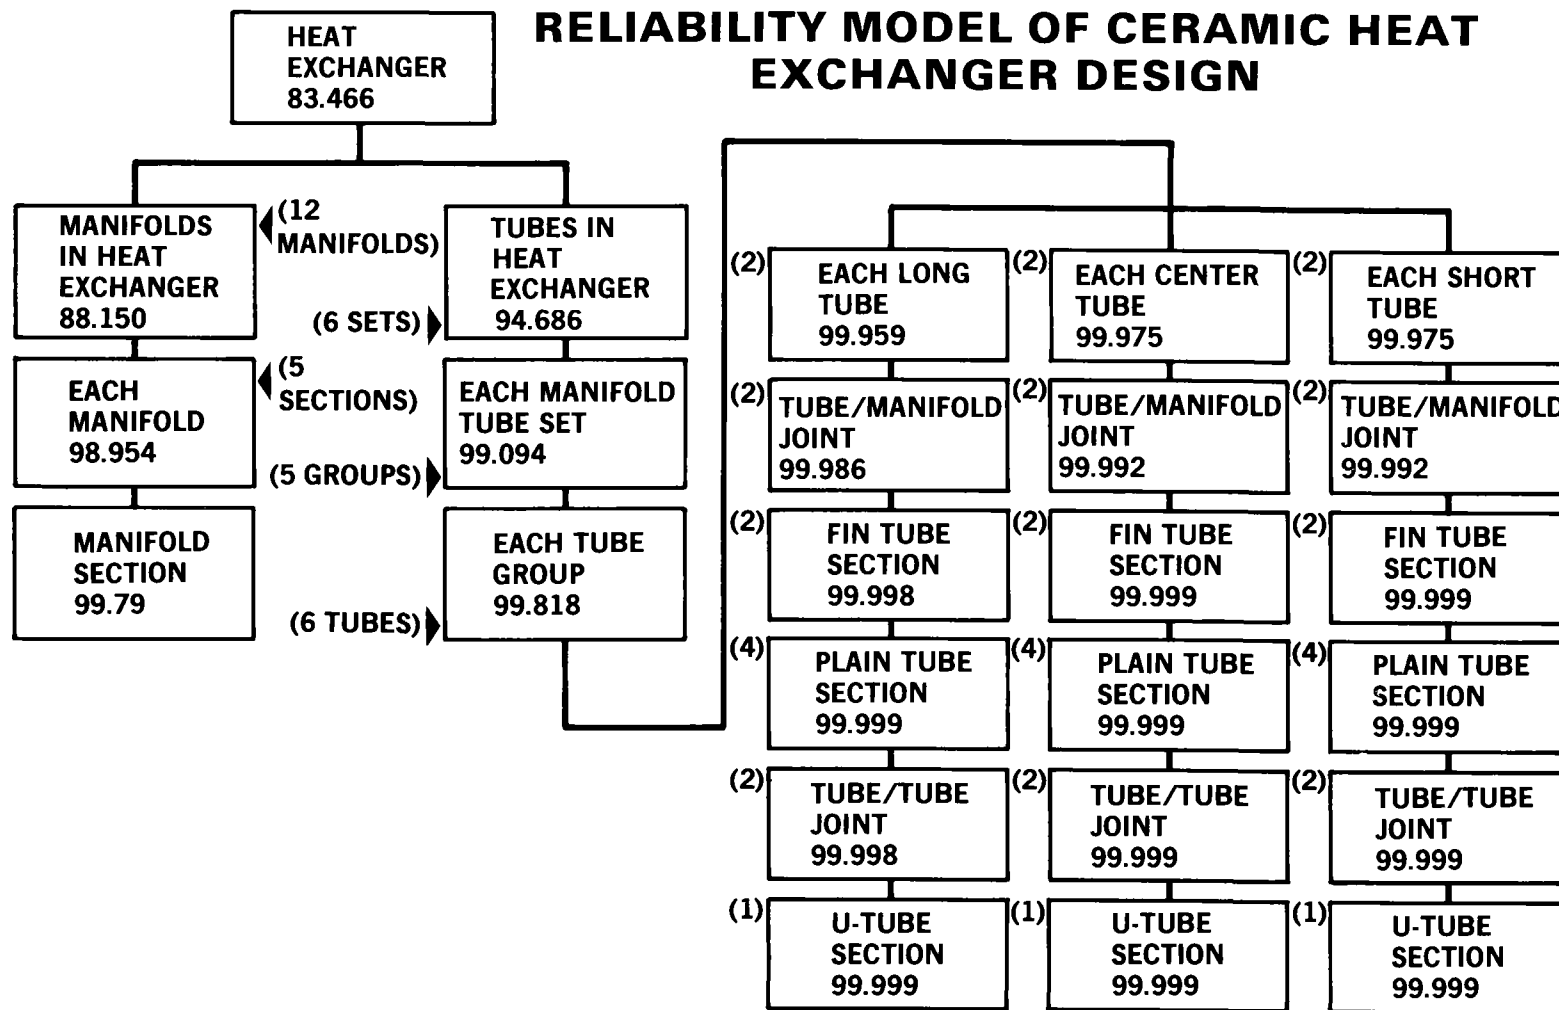 RELIABILITY MODEL OF CERAMIC HEAT
EXCHANGER DESIGN
HEAT
EXCHANGER
83.466
MANIFOLDS
IN HEAT
EXCHANGER
88.150
(12
MANIFOLDS)
TUBES IN
HEAT
EXCHANGER
94.686
(6 SETS)
EACH
MANIFOLD
98.954
(5
SECTIONS)
EACH MANIFOLD
TUBE SET
99.094
(5 GROUPS)
MANIFOLD
SECTION
99.79
EACH TUBE
GROUP
99.818
(6 TUBES)
(2)
EACH LONG
TUBE
99.959
(2)
EACH CENTER
TUBE
99.975
(2)
EACH SHORT
TUBE
99.975
(2)
TUBE/MANIFOLD
JOINT
99.986
(2)
TUBE/MANIFOLD
JOINT
99.992
(2)
TUBE/MANIFOLD
JOINT
99.992
(2)
FIN TUBE
SECTION
99.998
(2)
FIN TUBE
SECTION
99.999
(2)
FIN TUBE
SECTION
99.999
(4)
PLAIN TUBE
SECTION
99.999
(4)
PLAIN TUBE
SECTION
99.999
(4)
PLAIN TUBE
SECTION
99.999
(2)
TUBE/TUBE
JOINT
99.998
(2)
TUBE/TUBE
JOINT
99.999
(2)
TUBE/TUBE
JOINT
99.999
(1)
U-TUBE
SECTION
99.999
(1)
U-TUBE
SECTION
99.999
(1)
U-TUBE
SECTION
99.999